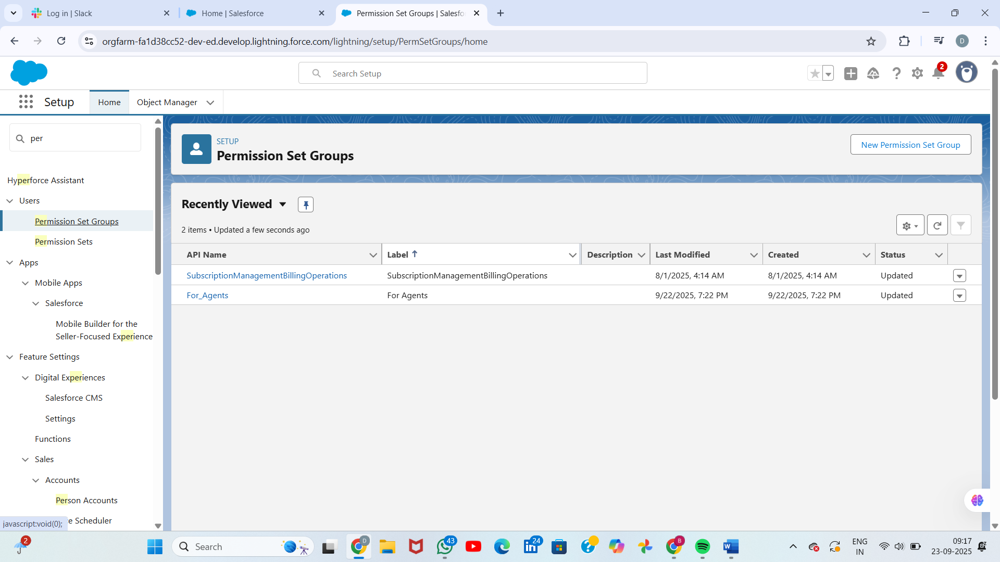 Log in | Slack
Home | Salesforce
Permission Set Groups | Salesfo
orgfarm-fa1d38cc52-dev-ed.develop.lightning.force.com/lightning/setup/PermSetGroups/home
D
Search Setup
2
Setup
Home
Object Manager
per
Hyperforce Assistant
Users
Permission Set Groups
Permission Sets
Apps
Mobile Apps
Salesforce
Mobile Builder for the
Seller-Focused Experience
Feature Settings
Digital Experiences
Salesforce CMS
Settings
Functions
Sales
Accounts
Person Accounts
e Scheduler
javascript:void(0);
SETUP
Permission Set Groups
New Permission Set Group
Recently Viewed
2 items • Updated a few seconds ago
API Name Label Description Last Modified Created Status
SubscriptionManagementBillingOperations SubscriptionManagementBillingOperations 8/1/2025, 4:14 AM 8/1/2025, 4:14 AM Updated
For_Agents For Agents 9/22/2025, 7:22 PM 9/22/2025, 7:22 PM Updated
2
Search
D
43
24
B
ENG
IN
09:17
23-09-2025